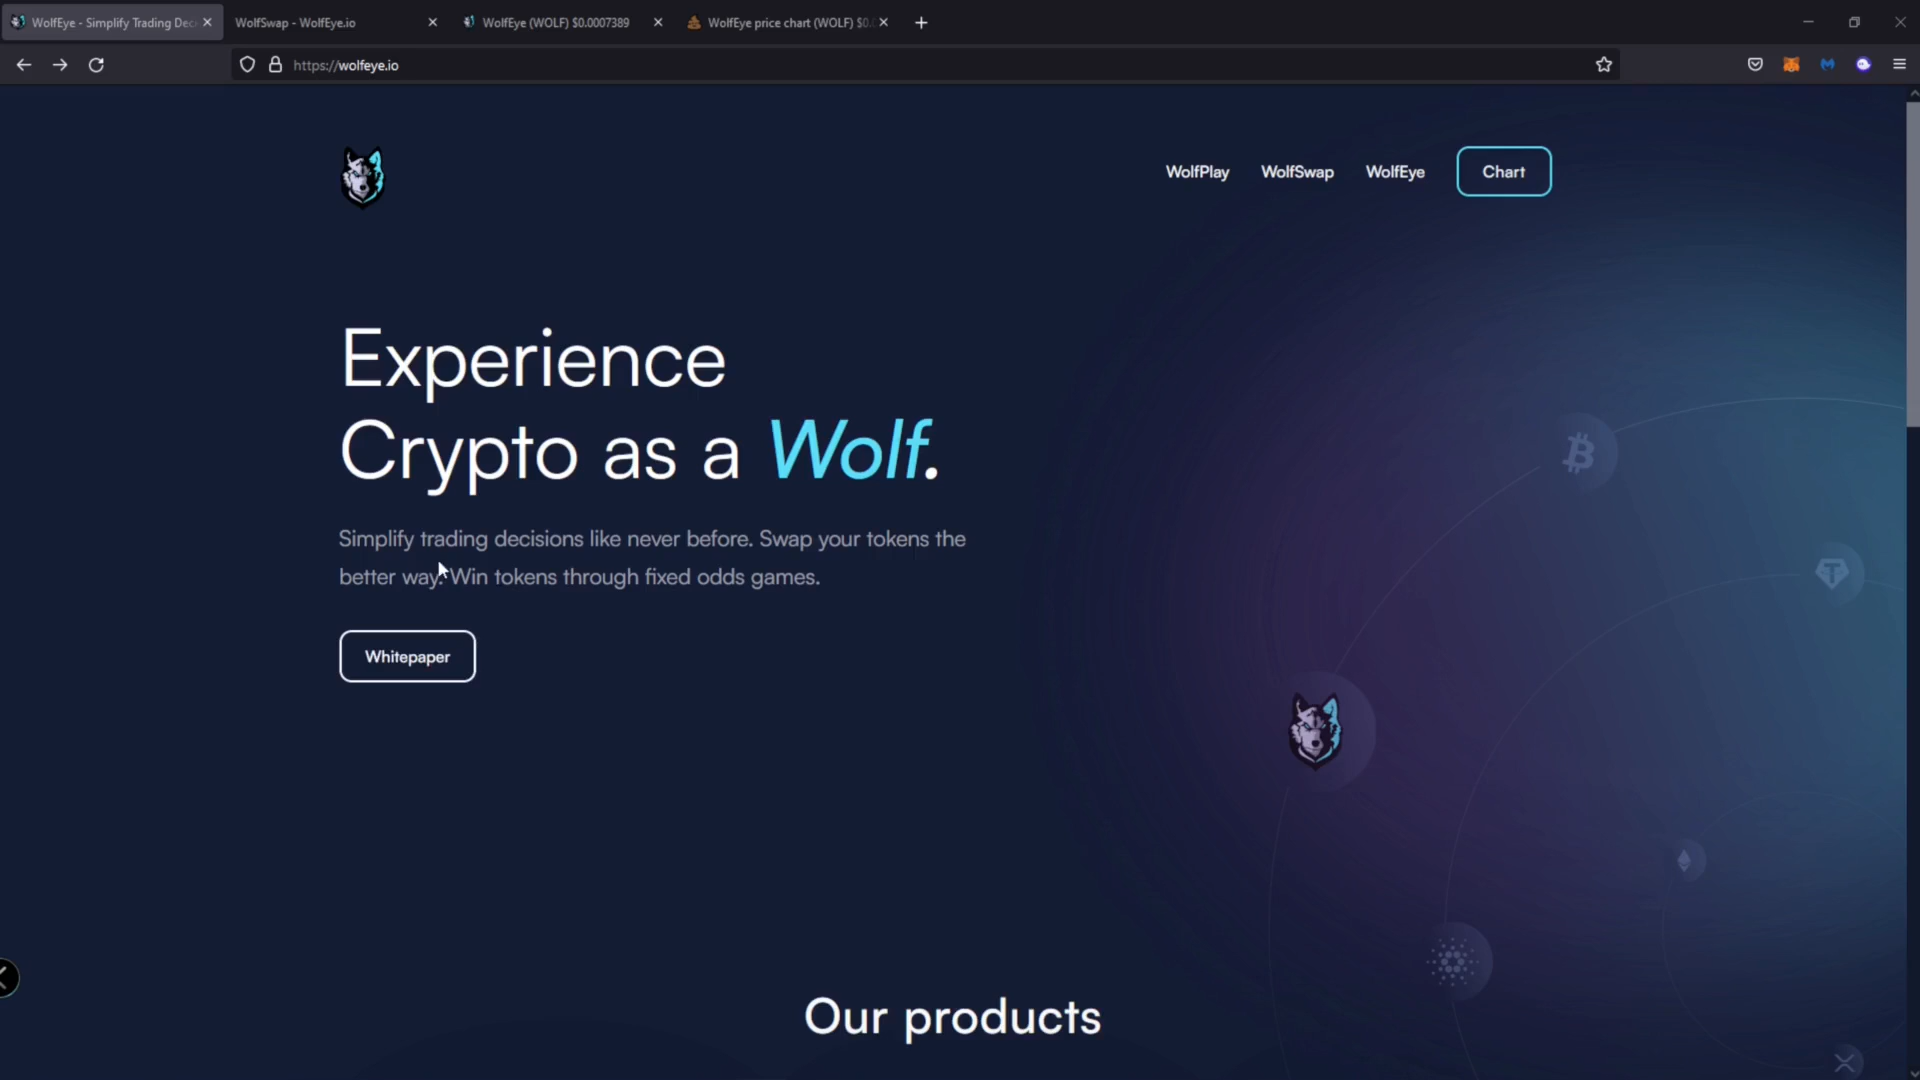 WolfEye - Simplify Trading Dec
WolfSwap - WolfEye.io
WolfEye (WOLF) $0.0007389
WolfEye price chart (WOLF) $0.
https://wolfeye.io
WolfPlay
WolfSwap
WolfEye
Chart
Experience
Crypto as a Wolf.
Simplify trading decisions like never before. Swap your tokens the
better way. Win tokens through fixed odds games.
Whitepaper
Our products